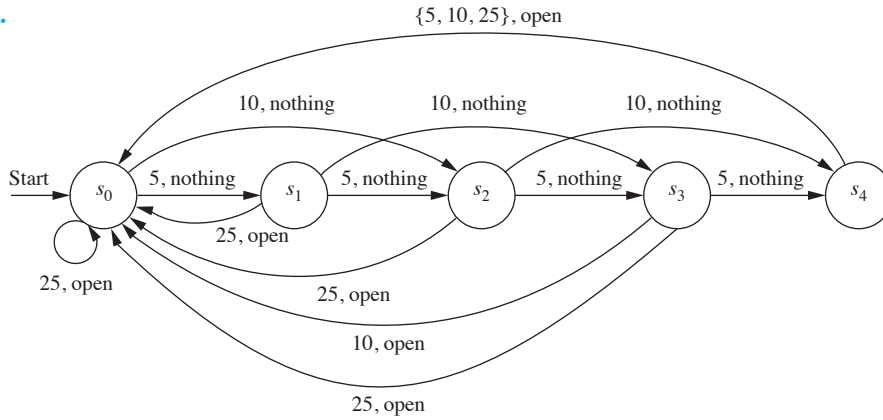 {5, 10, 25}, open
10, nothing
10, nothing
10, nothing
Start
s0
5, nothing
s1
5, nothing
s2
5, nothing
s3
5, nothing
s4
25, open
25, open
25, open
10, open
25, open